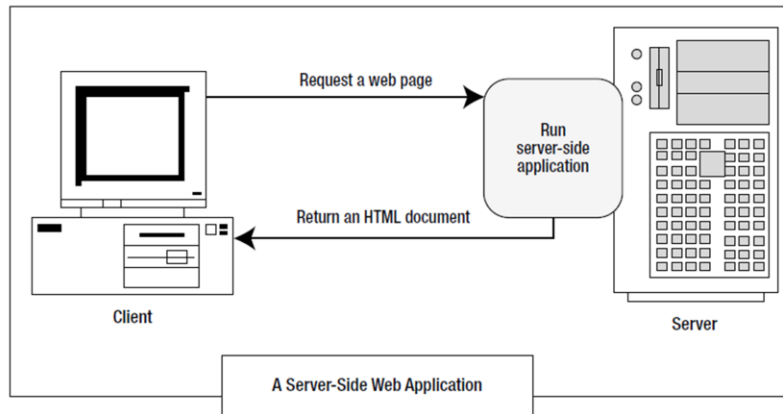 Request a web page
Run
server-side
application
Return an HTML document
Client
Server
A Server-Side Web Application